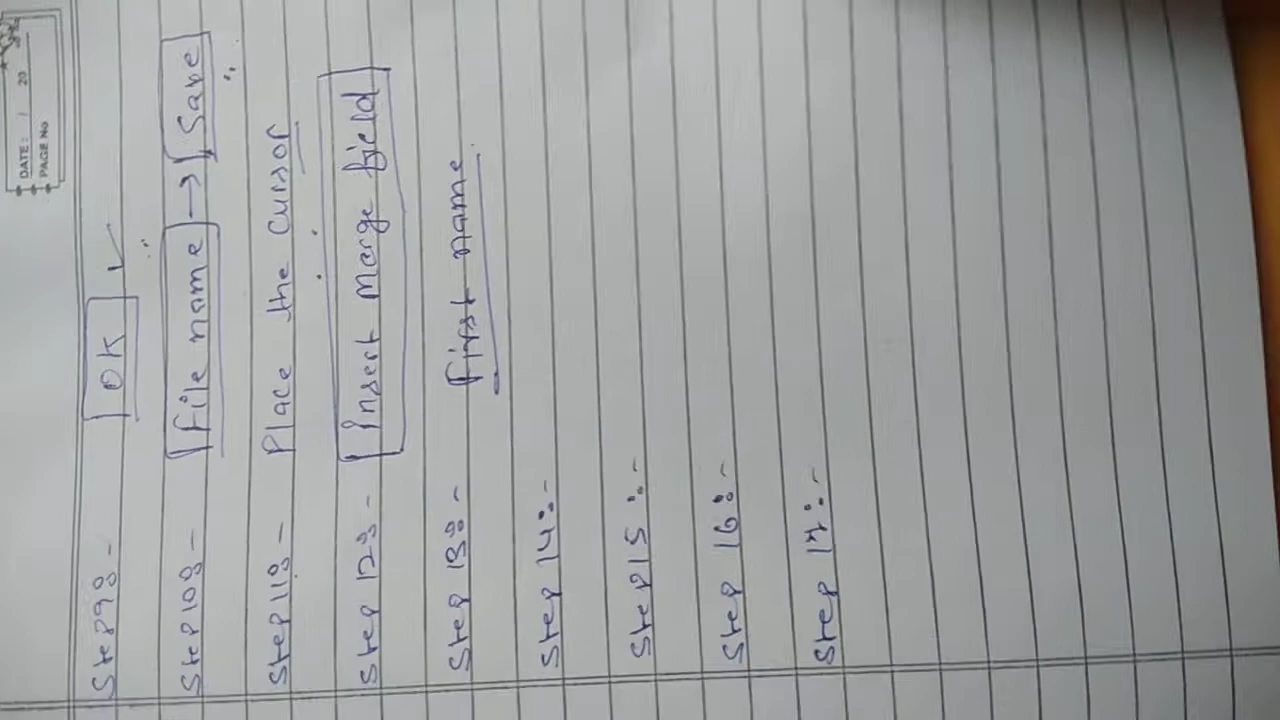 DATE: / 20
PAGE No
Step 9:- OK ✓
Step 10:- File name → Save
Step 11:- Place the cursor
Step 12:- Insert Marge field
Step 13:- First name
Step 14:-
Step 15:-
Step 16:-
Step 17:-